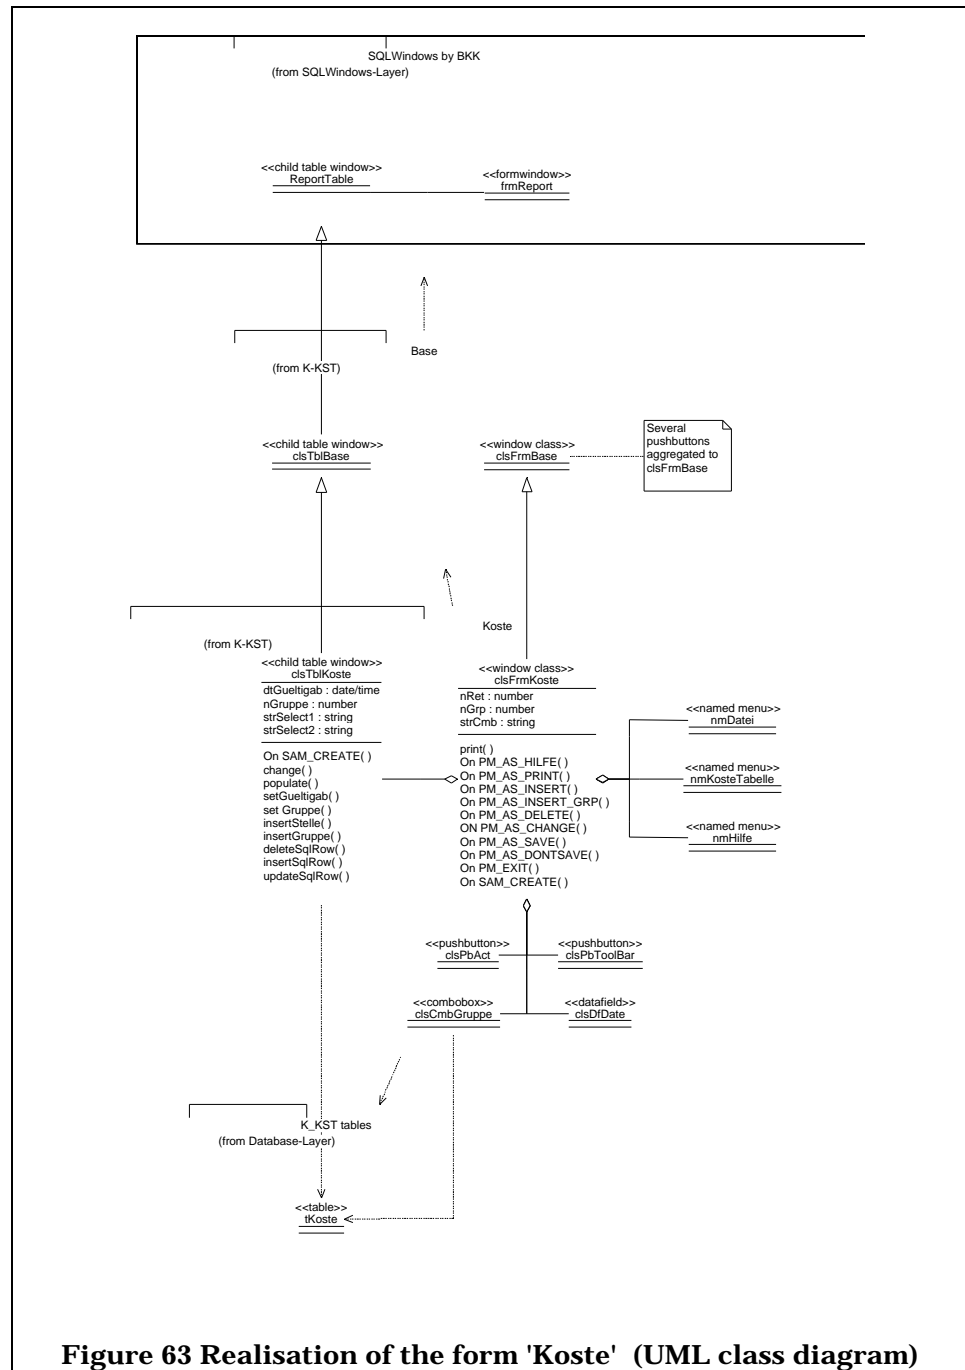 SQLWindows by BKK
(from SQLWindows-Layer)
<<child table window>>
ReportTable
<<formwindow>>
frmReport
Base
(from K-KST)
<<child table window>>
clsTblBase
<<window class>>
clsFrmBase
Several
pushbuttons
aggregated to
clsFrmBase
Koste
(from K-KST)
<<child table window>>
clsTblKoste
dtGueltigab : date/time
nGruppe : number
strSelect1 : string
strSelect2 : string
On SAM_CREATE( )
change( )
populate( )
setGueltigab( )
set Gruppe( )
insertStelle( )
insertGruppe( )
deleteSqlRow( )
insertSqlRow( )
updateSqlRow( )
<<window class>>
clsFrmKoste
nRet : number
nGrp : number
strCmb : string
print( )
On PM_AS_HILFE( )
On PM_AS_PRINT( )
On PM_AS_INSERT( )
On PM_AS_INSERT_GRP( )
On PM_AS_DELETE( )
ON PM_AS_CHANGE( )
On PM_AS_SAVE( )
On PM_AS_DONTSAVE( )
On PM_EXIT( )
On SAM_CREATE( )
<<named menu>>
nmDatei
<<named menu>>
nmKosteTabelle
<<named menu>>
nmHilfe
<<pushbutton>>
clsPbAct
<<pushbutton>>
clsPbToolBar
<<combobox>>
clsCmbGruppe
<<datafield>>
clsDfDate
K_KST tables
(from Database-Layer)
<<table>>
tKoste
Figure 63 Realisation of the form 'Koste' (UML class diagram)